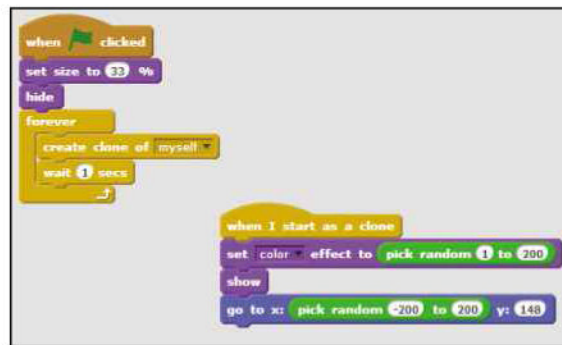 when clicked
set size to 33 %
hide
forever
create clone of myself
wait 1 secs
when I start as a clone
set color effect to pick random 1 to 200
show
go to x: pick random -200 to 200 y: 148